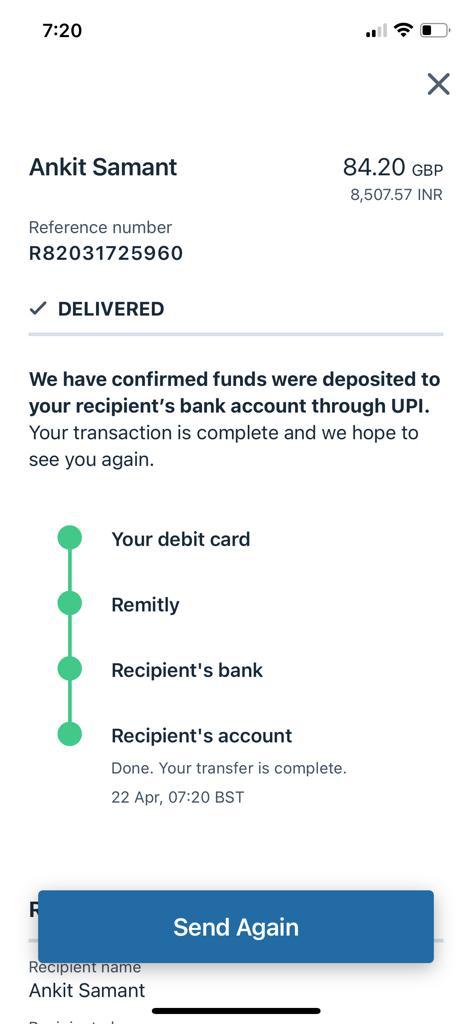 7:20
Ankit Samant
84.20 GBP
8,507.57 INR
Reference number
R82031725960
DELIVERED
We have confirmed funds were deposited to
your recipient’s bank account through UPI.
Your transaction is complete and we hope to
see you again.
Your debit card
Remitly
Recipient's bank
Recipient's account
Done. Your transfer is complete.
22 Apr, 07:20 BST
Send Again
Recipient name
Ankit Samant